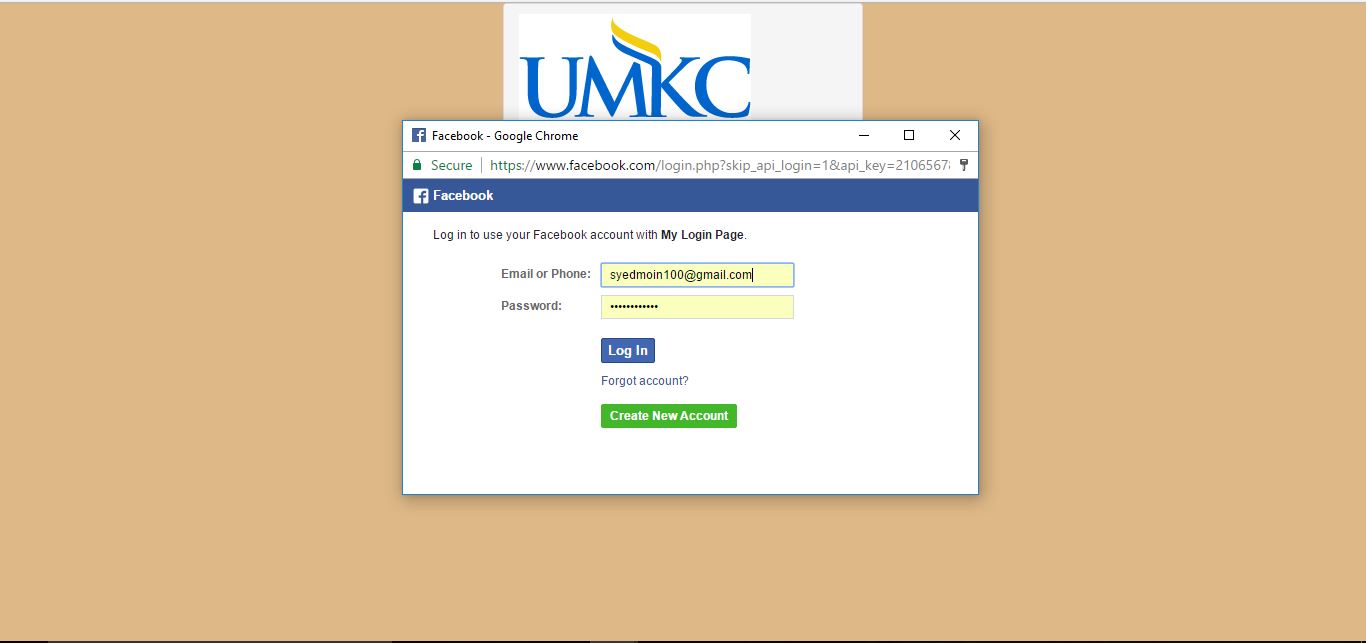 UMKC
Facebook - Google Chrome
Secure https://www.facebook.com/login.php?skip_api_login=1&api_key=2106567
Facebook
Log in to use your Facebook account with My Login Page.
Email or Phone: syedmoin100@gmail.com
Password: ••••••••••••
Log In
Forgot account?
Create New Account